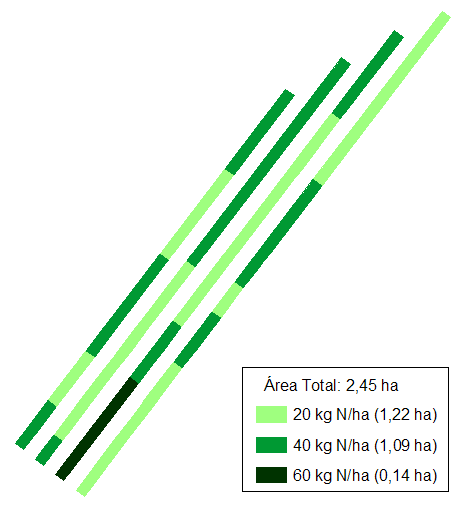 Área Total: 2,45 ha
20 kg N/ha (1,22 ha)
40 kg N/ha (1,09 ha)
60 kg N/ha (0,14 ha)